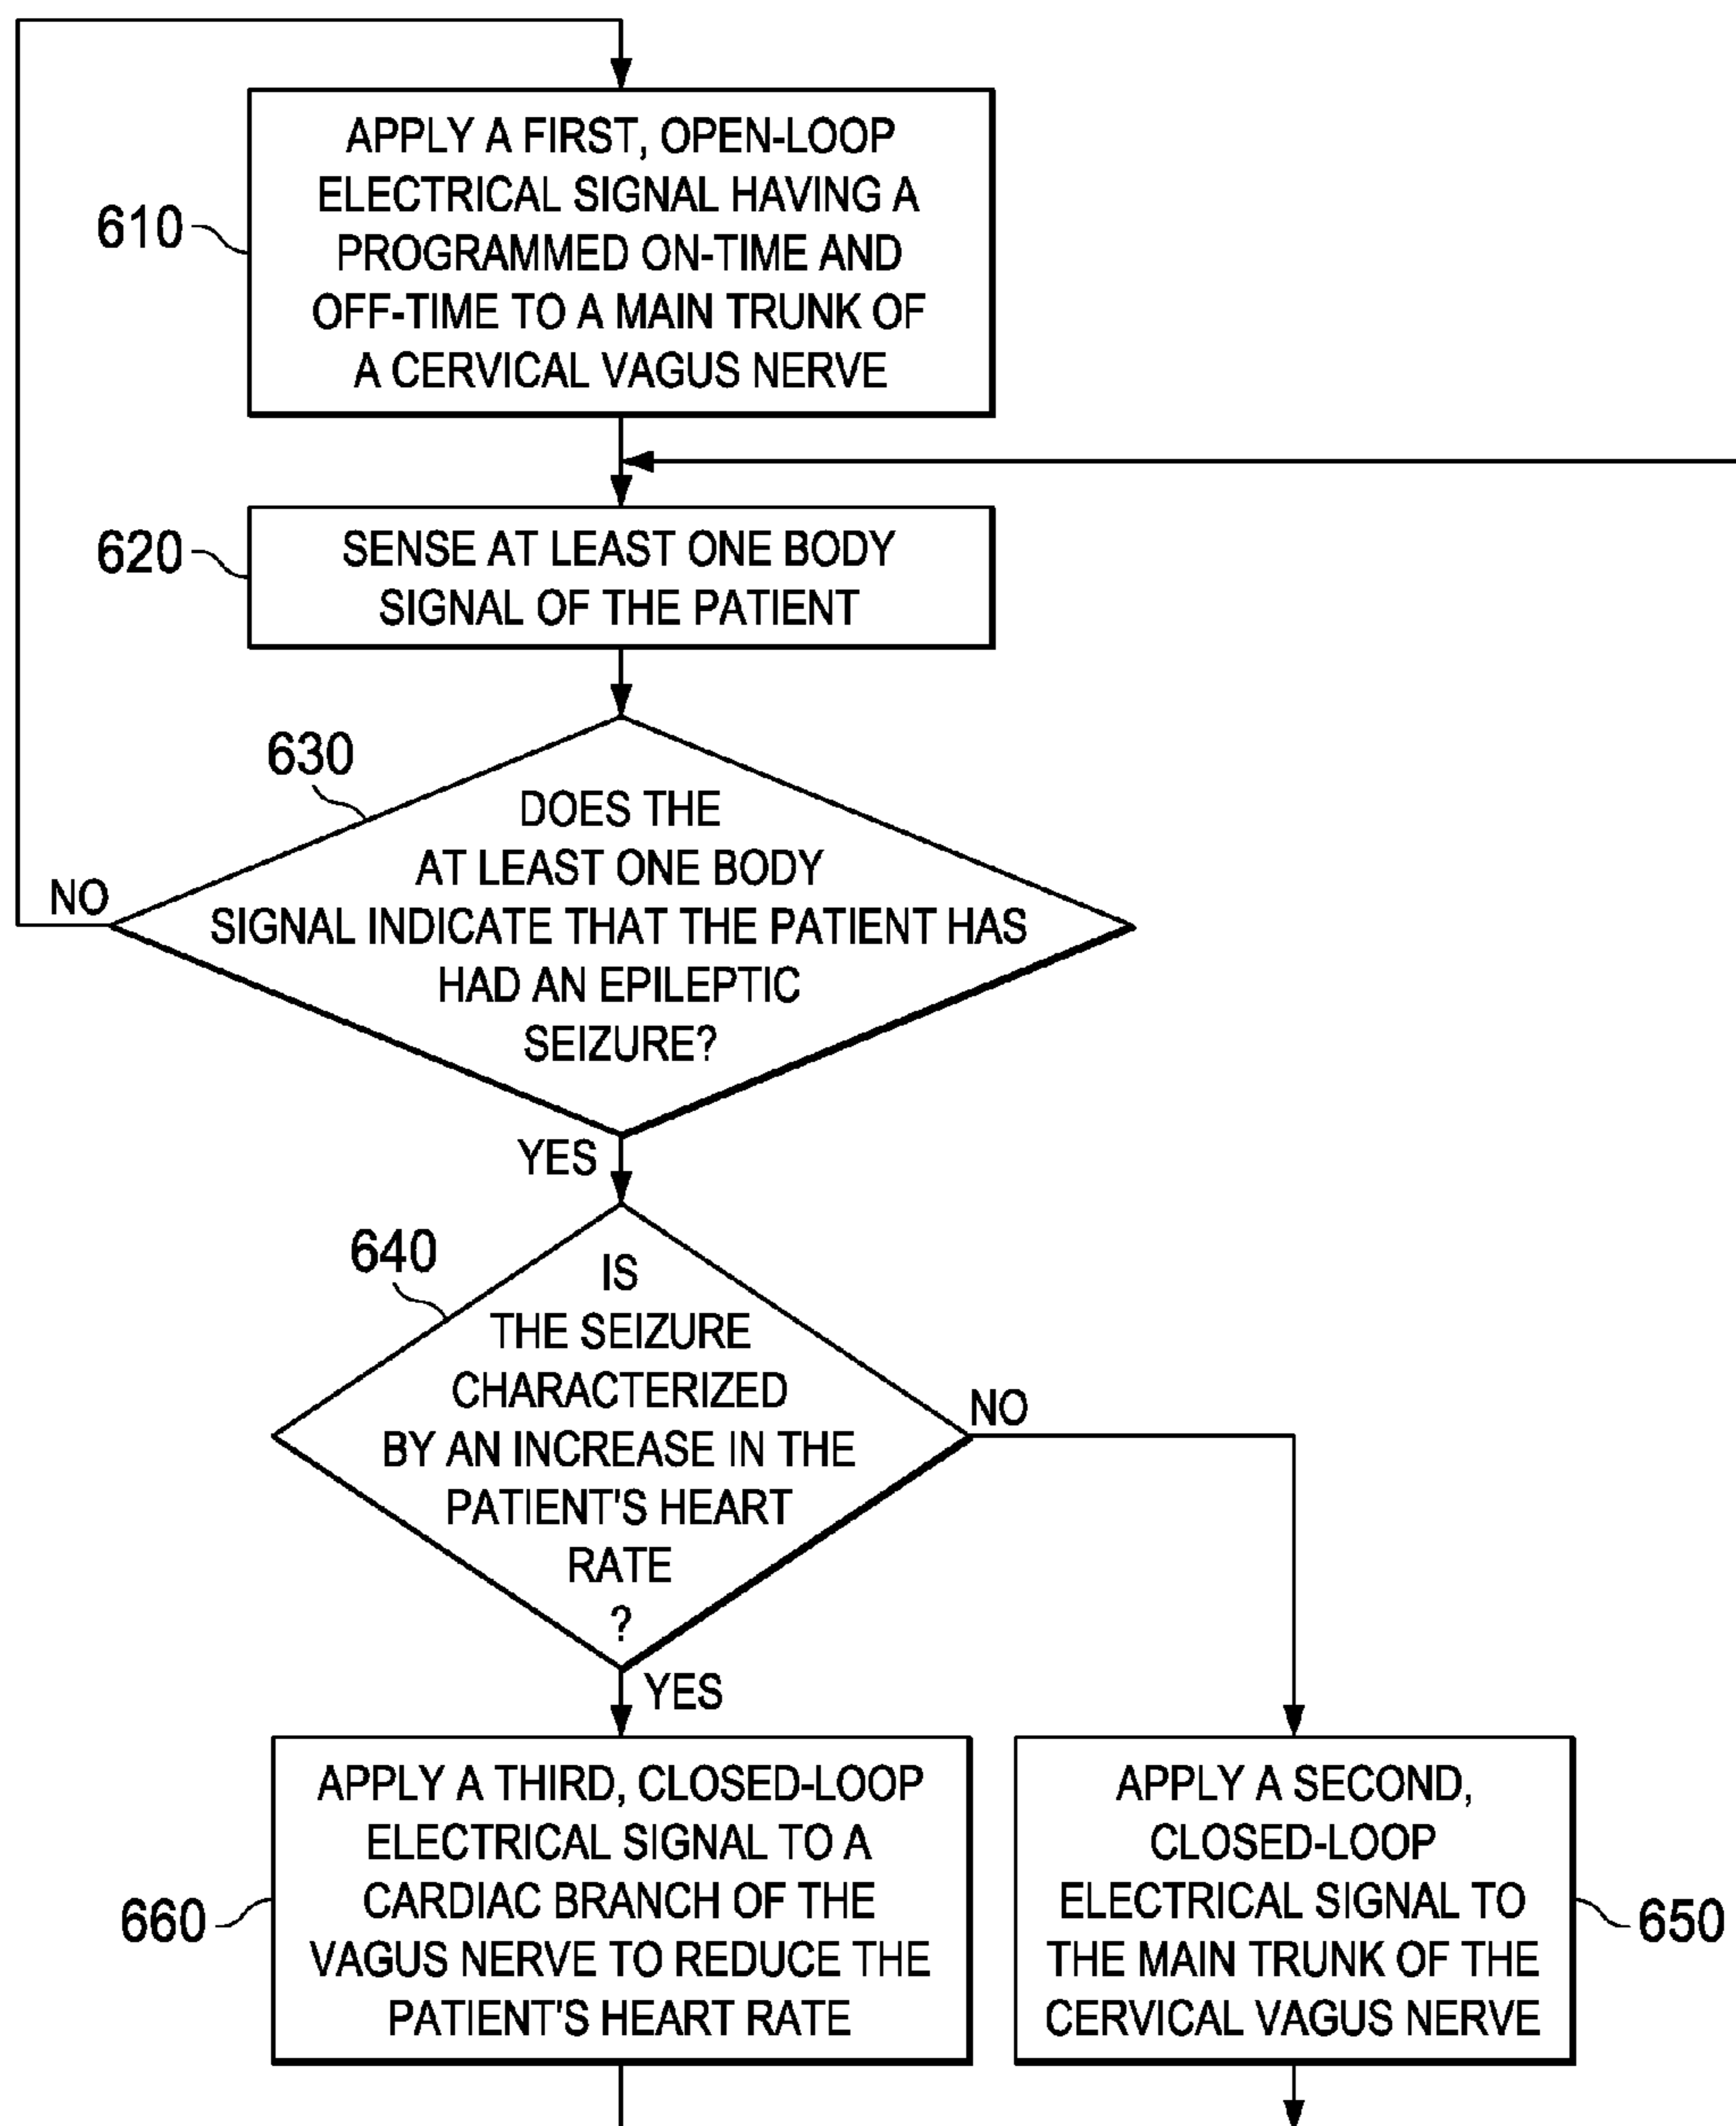 610
APPLY A FIRST, OPEN-LOOP
ELECTRICAL SIGNAL HAVING A
PROGRAMMED ON-TIME AND
OFF-TIME TO A MAIN TRUNK OF
A CERVICAL VAGUS NERVE
620
SENSE AT LEAST ONE BODY
SIGNAL OF THE PATIENT
630
DOES THE
AT LEAST ONE BODY
SIGNAL INDICATE THAT THE PATIENT HAS
HAD AN EPILEPTIC
SEIZURE?
NO
YES
640
IS
THE SEIZURE
CHARACTERIZED
BY AN INCREASE IN THE
PATIENT'S HEART
RATE
?
NO
YES
660
APPLY A THIRD, CLOSED-LOOP
ELECTRICAL SIGNAL TO A
CARDIAC BRANCH OF THE
VAGUS NERVE TO REDUCE THE
PATIENT'S HEART RATE
APPLY A SECOND,
CLOSED-LOOP
ELECTRICAL SIGNAL TO
THE MAIN TRUNK OF THE
CERVICAL VAGUS NERVE
650